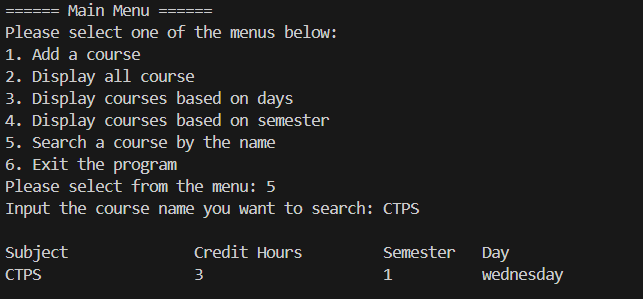 ====== Main Menu ======
Please select one of the menus below:
1. Add a course
2. Display all course
3. Display courses based on days
4. Display courses based on semester
5. Search a course by the name
6. Exit the program
Please select from the menu: 5
Input the course name you want to search: CTPS
Subject Credit Hours Semester Day
CTPS 3 1 wednesday